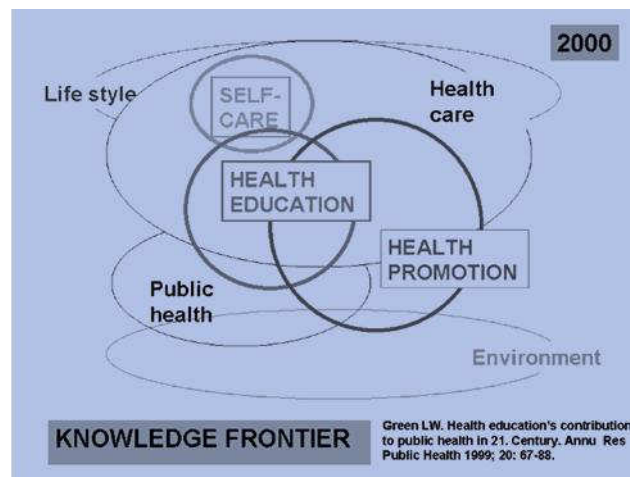 2000
Life style
SELF-
CARE
Health
care
HEALTH
EDUCATION
HEALTH
PROMOTION
Public
health
Environment
KNOWLEDGE FRONTIER
Green LW. Health education's contribution
to public health in 21. Century. Annu Res
Public Health 1999; 20: 67-88.